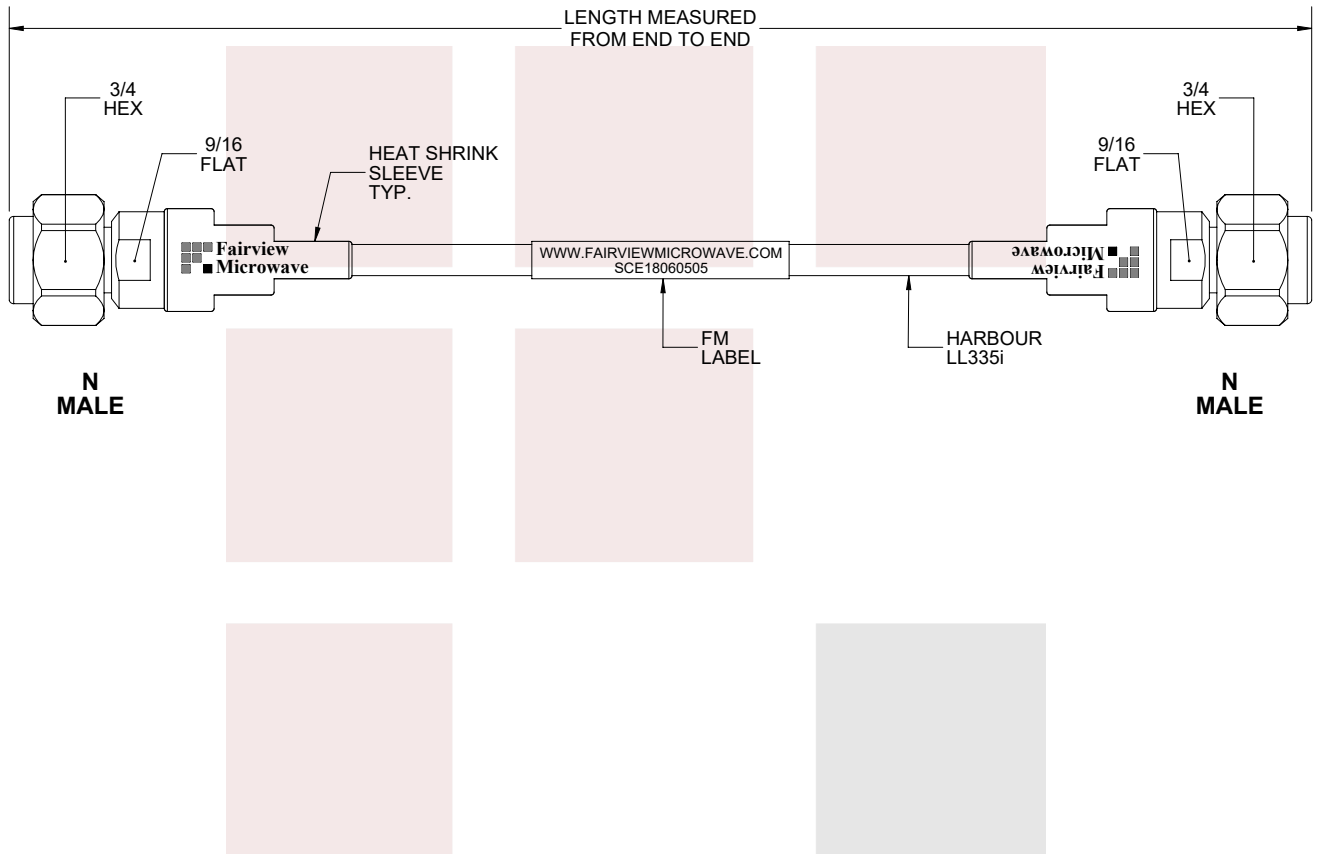 LENGTH MEASURED
FROM END TO END
3/4
HEX
3/4
HEX
9/16
FLAT
HEAT SHRINK
SLEEVE
TYP.
9/16
FLAT
Fairview
Microwave
WWW.FAIRVIEWMICROWAVE.COM
SCE18060505
Fairview
Microwave
FM
LABEL
HARBOUR
LL335i
N
MALE
N
MALE